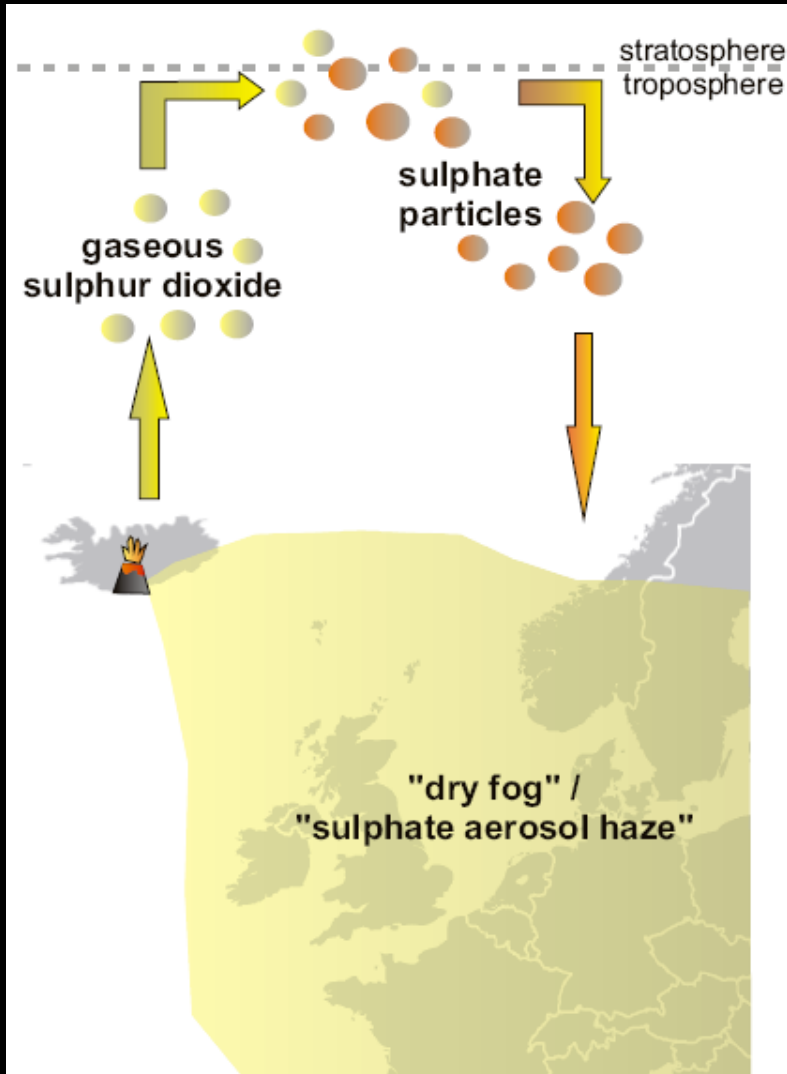 stratosphere
troposphere
sulphate
particles
gaseous
sulphur dioxide
"dry fog" /
"sulphate aerosol haze"